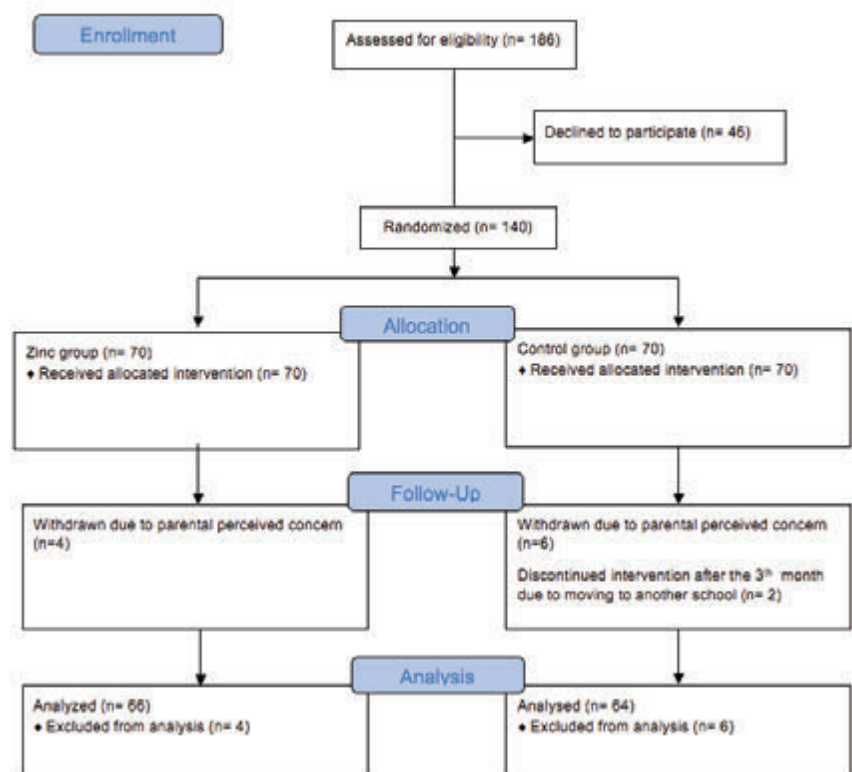 Enrollment
Assessed for eligibility (n= 186)
Declined to participate (n= 46)
Randomized (n= 140)
Allocation
Zinc group (n= 70)
♦ Received allocated intervention (n= 70)
Control group (n= 70)
♦ Received allocated intervention (n= 70)
Follow-Up
Withdrawn due to parental perceived concern
(n=4)
Withdrawn due to parental perceived concern
(n=6)
Discontinued intervention after the 3th month
due to moving to another school (n= 2)
Analysis
Analyzed (n= 66)
♦ Excluded from analysis (n= 4)
Analysed (n= 64)
♦ Excluded from analysis (n= 6)